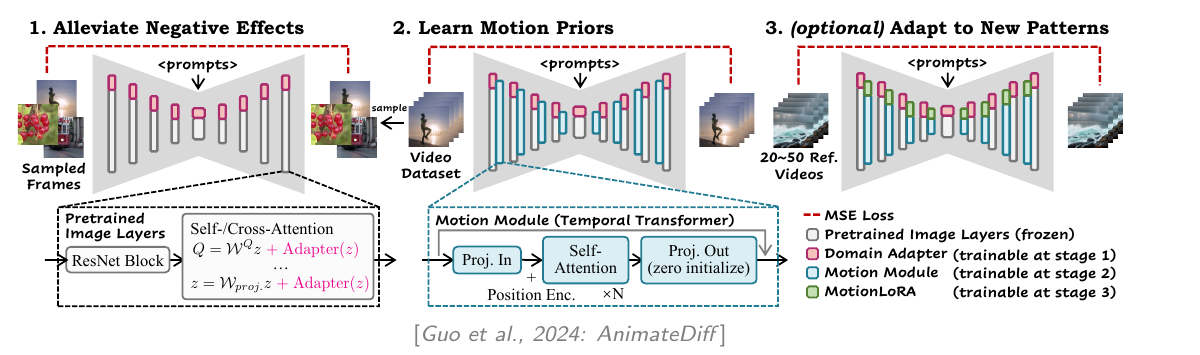 1. Alleviate Negative Effects
<prompts>
Sampled
Frames
sample
Pretrained
Image Layers
ResNet Block
Self-/Cross-Attention
Q = 𝒲^Q z + Adapter(z)
...
z = 𝒲_{proj.} z + Adapter(z)
2. Learn Motion Priors
<prompts>
Video
Dataset
Motion Module (Temporal Transformer)
Proj. In
+
Position Enc.
Self-
Attention
×N
Proj. Out
(zero initialize)
3. (optional) Adapt to New Patterns
<prompts>
20~50 Ref.
Videos
MSE Loss
Pretrained Image Layers (frozen)
Domain Adapter (trainable at stage 1)
Motion Module (trainable at stage 2)
MotionLoRA (trainable at stage 3)
[Guo et al., 2024: AnimateDiff]